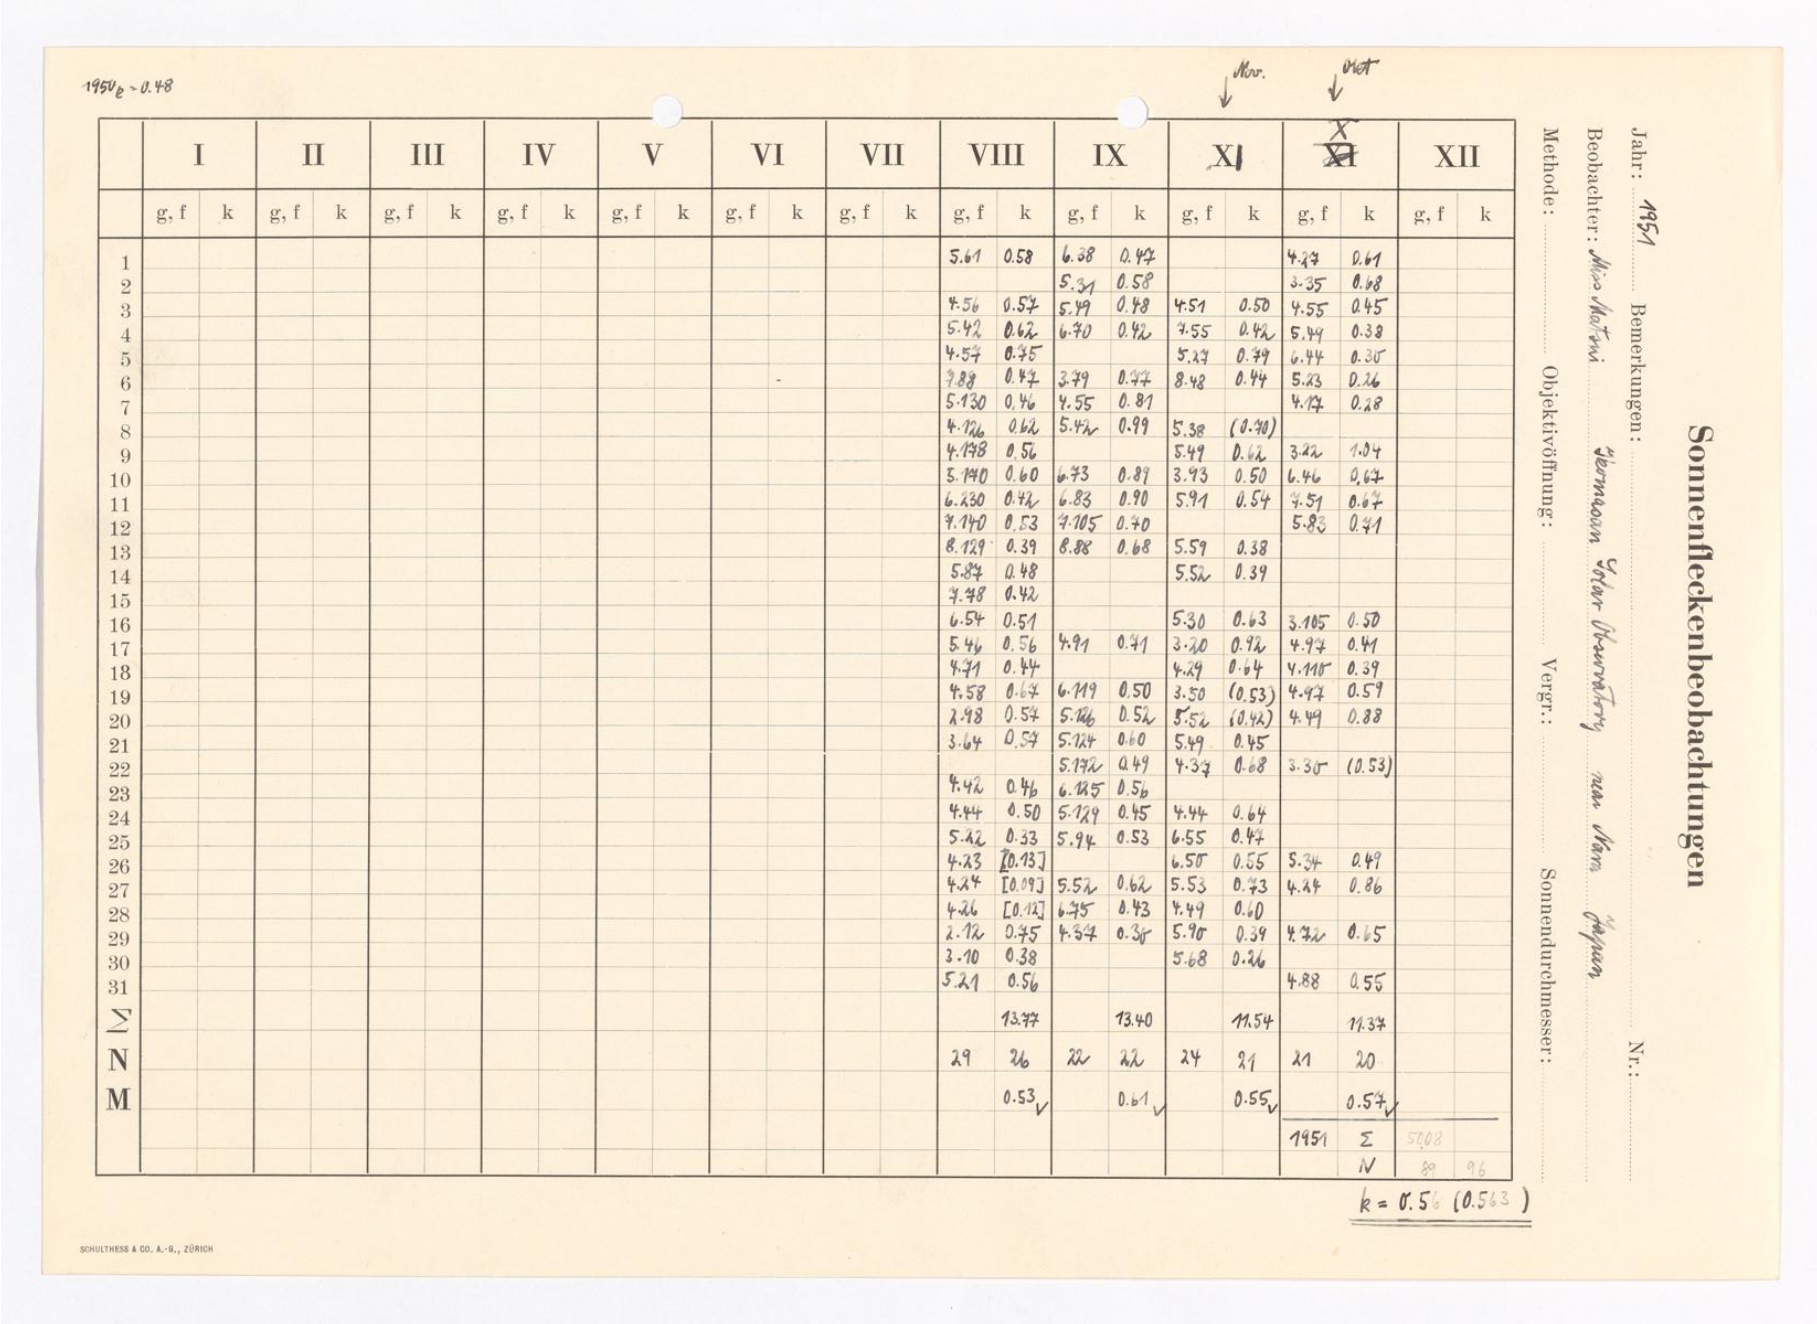 1950 k = 0.48
Nov. Okt
I II III IV V VI VII VIII IX XI X XI XII
g, f k g, f k g, f k g, f k g, f k g, f k g, f k g, f k g, f k g, f k g, f k g, f k
1 5.61 0.58 6.38 0.47 4.27 0.61
2 5.31 0.58 3.35 0.68
3 4.56 0.57 5.49 0.48 4.51 0.50 4.55 0.45
4 5.42 0.62 6.70 0.42 7.55 0.42 5.49 0.38
5 4.57 0.75 5.27 0.79 6.44 0.30
6 7.88 0.47 3.79 0.77 8.48 0.44 5.23 0.26
7 5.130 0.46 4.55 0.81 4.17 0.28
8 4.126 0.62 5.42 0.99 5.38 (0.70)
9 4.178 0.56 5.49 0.62 3.22 1.04
10 5.190 0.60 6.73 0.89 3.93 0.50 6.46 0.67
11 6.230 0.42 6.83 0.90 5.91 0.54 7.51 0.67
12 7.140 0.53 7.105 0.70 5.83 0.71
13 8.129 0.39 8.88 0.68 5.59 0.38
14 5.87 0.48 5.52 0.39
15 7.78 0.42
16 6.54 0.51 5.30 0.63 3.105 0.50
17 5.46 0.56 4.91 0.71 3.20 0.92 4.97 0.41
18 4.71 0.44 4.29 0.64 4.110 0.39
19 4.58 0.67 6.119 0.50 3.50 (0.53) 4.97 0.59
20 2.98 0.57 5.126 0.52 5.52 (0.42) 4.49 0.88
21 3.64 0.57 5.124 0.60 5.49 0.45
22 5.172 0.49 4.37 0.68 3.30 (0.53)
23 4.42 0.46 6.125 0.56
24 4.44 0.50 5.129 0.45 4.44 0.64
25 5.22 0.33 5.94 0.53 6.55 0.47
26 4.23 [0.13] 6.50 0.55 5.34 0.49
27 4.24 [0.09] 5.52 0.62 5.53 0.73 4.24 0.86
28 4.26 [0.12] 6.75 0.43 4.49 0.60
29 2.12 0.75 4.37 0.30 5.90 0.39 4.72 0.65
30 3.10 0.38 5.68 0.26
31 5.21 0.56 4.88 0.55
Σ 13.77 13.40 11.54 11.37
N 29 26 22 22 24 21 21 20
M 0.53 ✓ 0.61 ✓ 0.55 ✓ 0.57 ✓
1951 Σ 50.08
N 89 96
k = 0.56 (0.563)
SCHULTHESS & CO. A.-G., ZÜRICH
Sonnenfleckenbeobachtungen
Jahr: 1951 Bemerkungen: Nr.:
Beobachter: Miss Matsui Ikomasan Solar Observatory near Nara Japan
Methode: Objektivöffnung: Vergr.: Sonnendurchmesser: